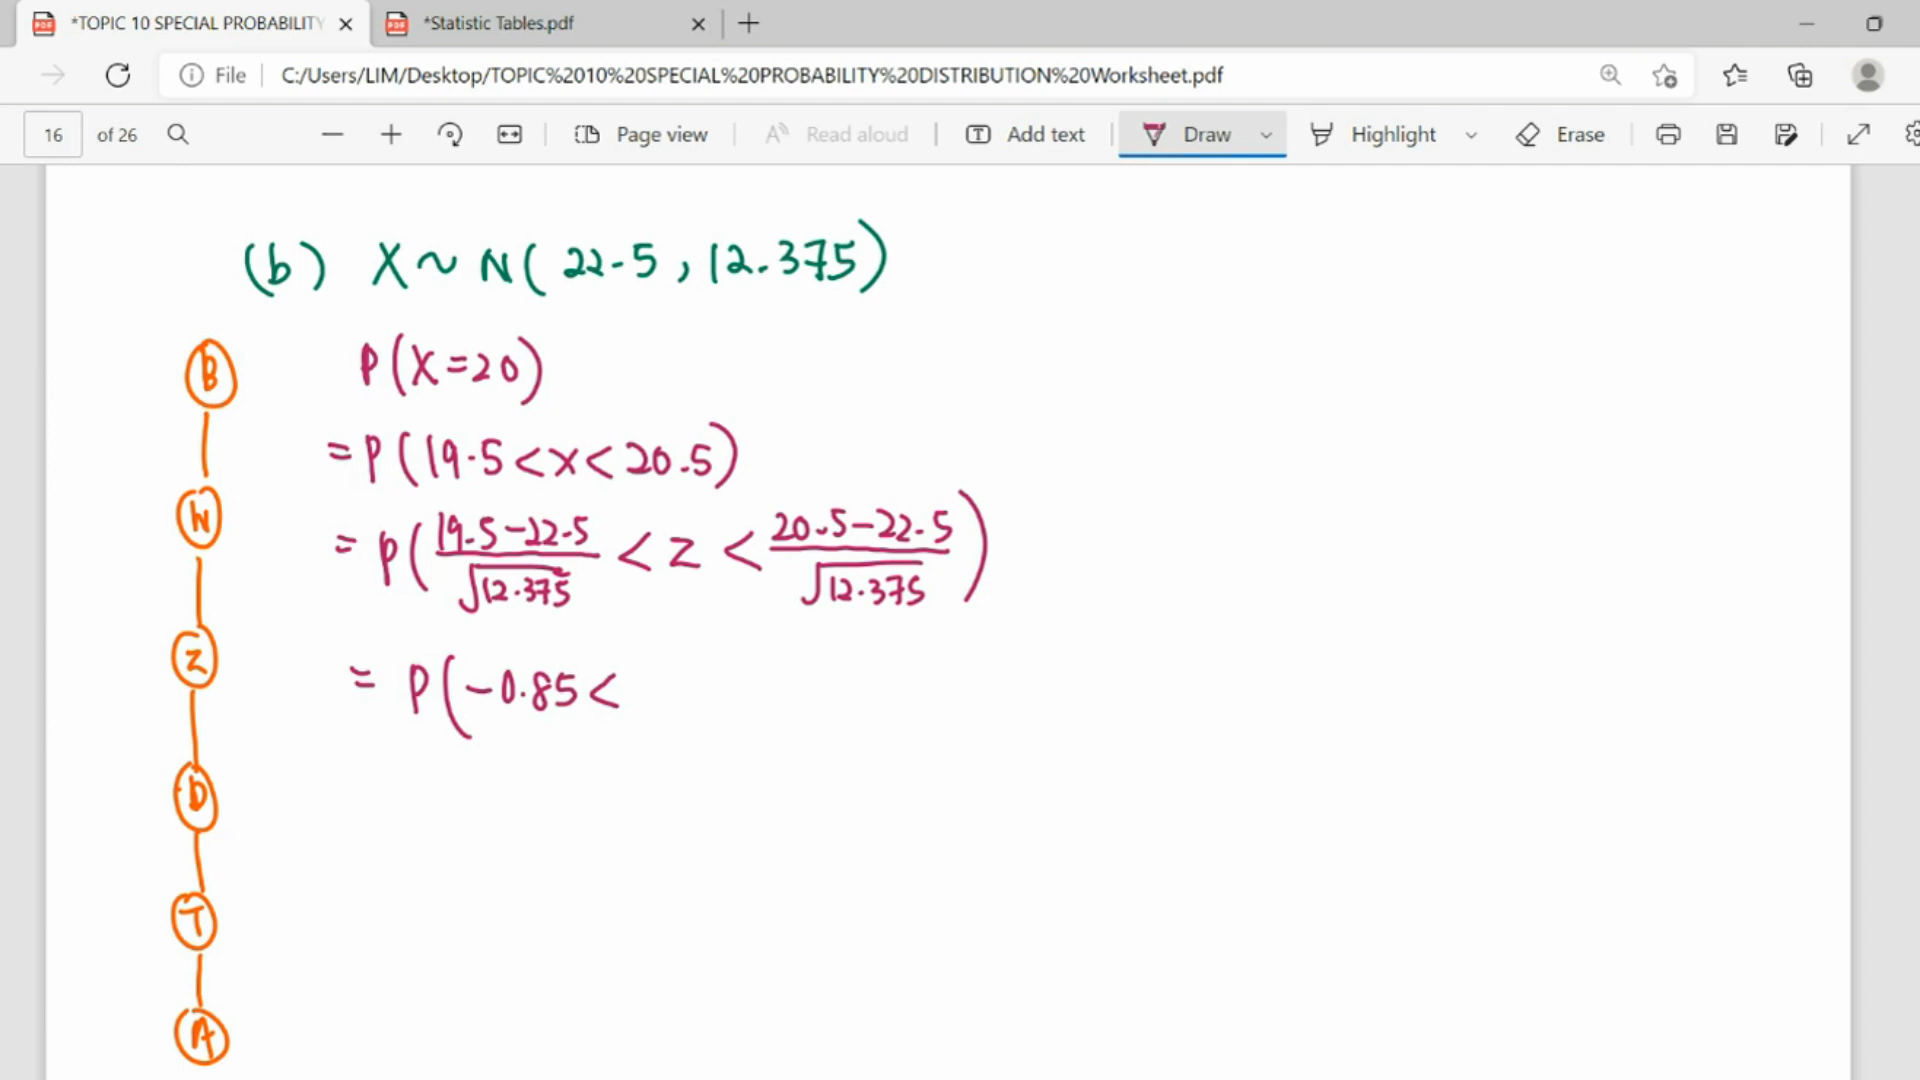 *TOPIC 10 SPECIAL PROBABILITY
*Statistic Tables.pdf
File
C:/Users/LIM/Desktop/TOPIC%2010%20SPECIAL%20PROBABILITY%20DISTRIBUTION%20Worksheet.pdf
16 of 26 Page view Read aloud Add text Draw Highlight Erase
(b) X ~ N(22.5, 12.375)
B
P(X=20)
= P(19.5<x<20.5)
W
= P(19.5-22.5/√12.375 < z < 20.5-22.5/√12.375)
Z
= P(-0.85<
D
T
A